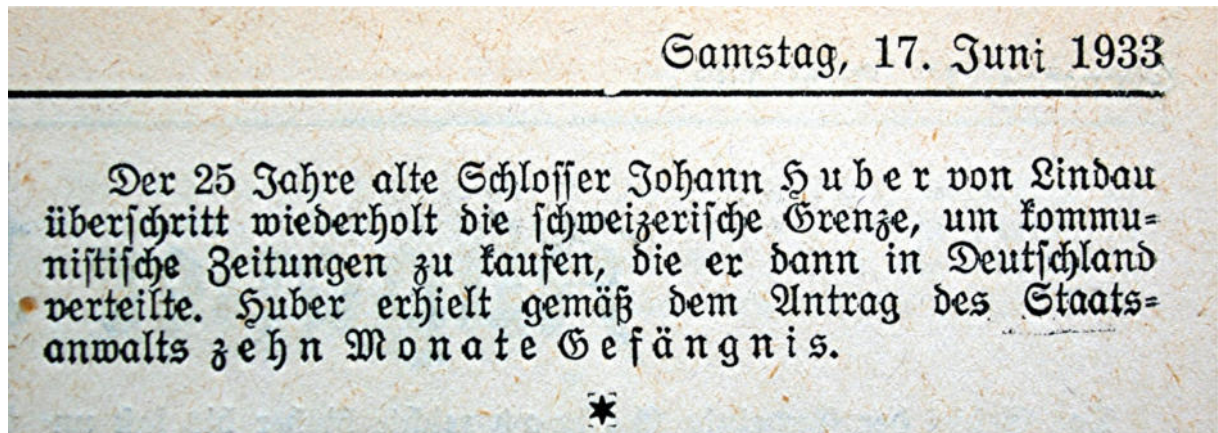 Samstag, 17. Juni 1933
Der 25 Jahre alte Schlosser Johann Huber von Lindau
überschritt wiederholt die schweizerische Grenze, um kommu-
nistische Zeitungen zu kaufen, die er dann in Deutschland
verteilte. Huber erhielt gemäß dem Antrag des Staats-
anwalts zehn Monate Gefängnis.